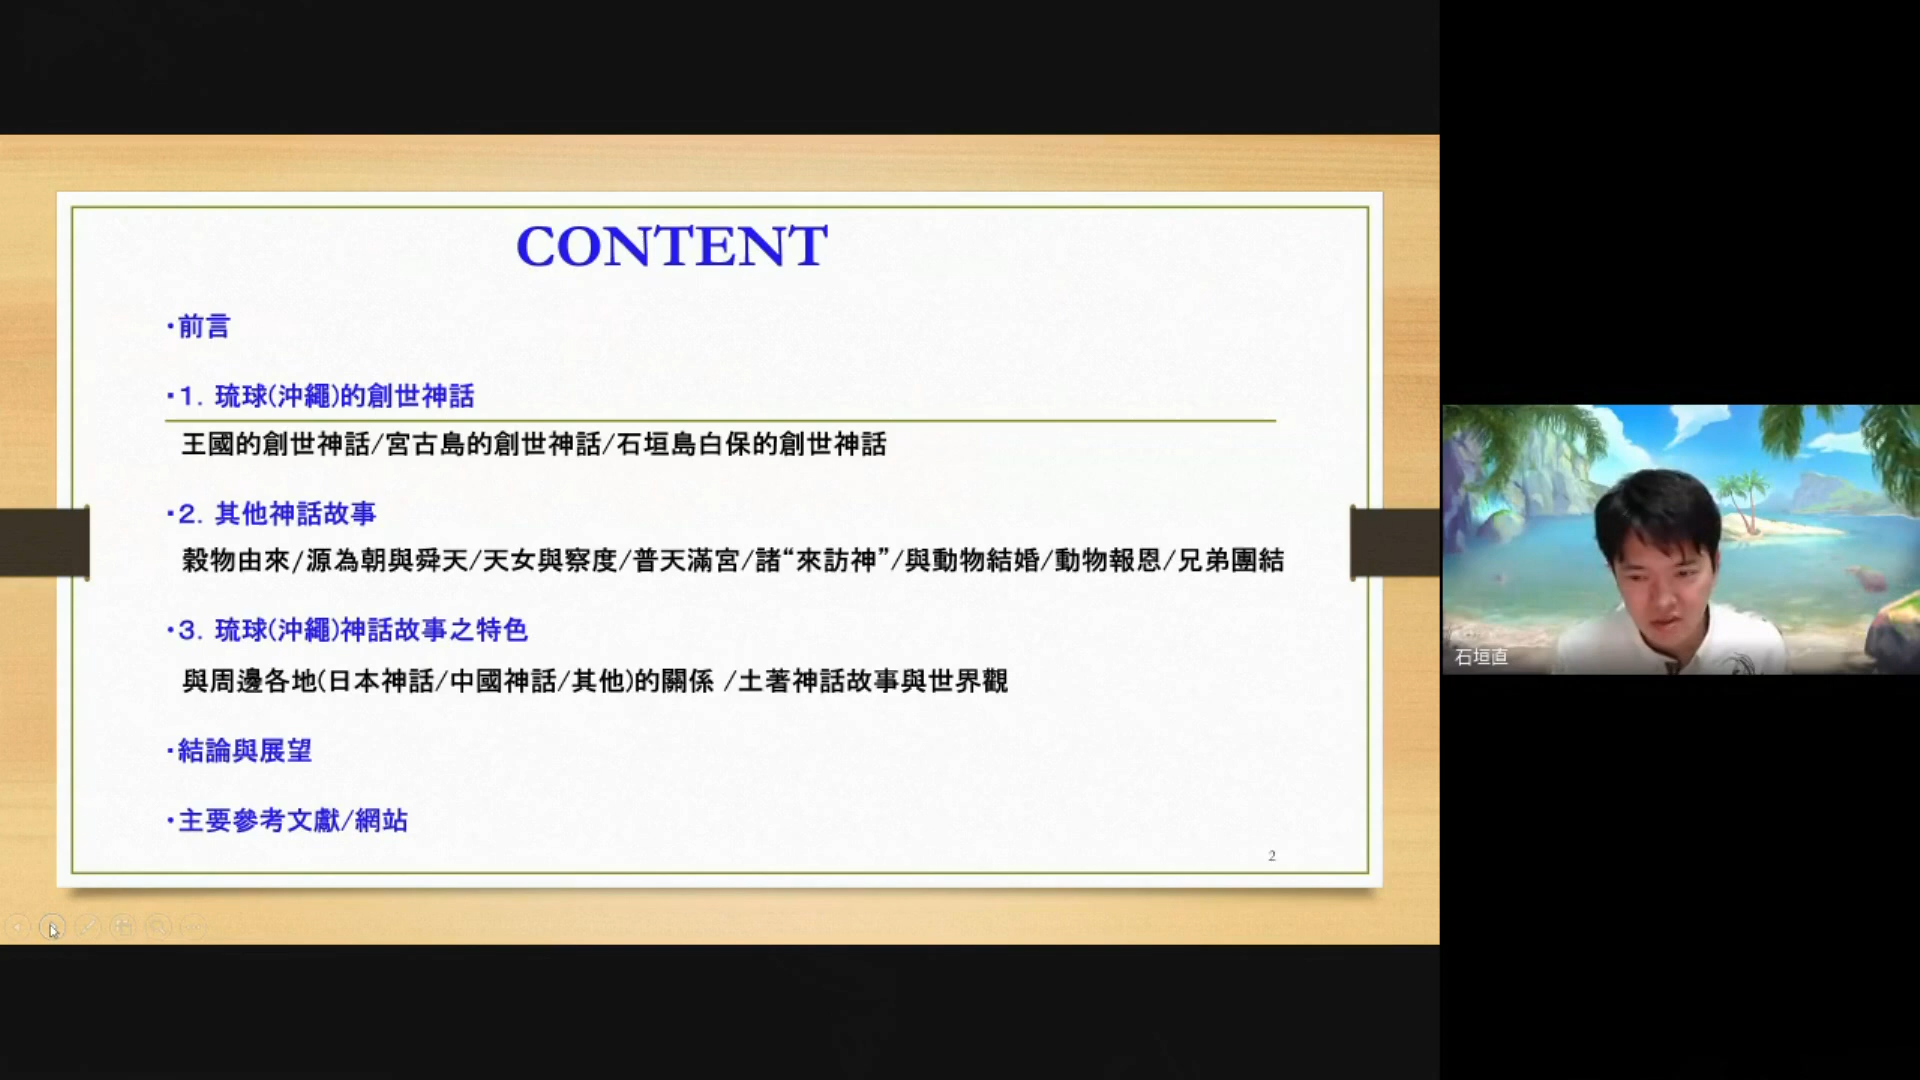 CONTENT
•前言
•1. 琉球(沖繩)的創世神話
王國的創世神話/宮古島的創世神話/石垣島白保的創世神話
•2. 其他神話故事
穀物由來/源為朝與舜天/天女與察度/普天滿宮/諸“來訪神”/與動物結婚/動物報恩/兄弟團結
•3. 琉球(沖繩)神話故事之特色
與周邊各地(日本神話/中國神話/其他)的關係 /土著神話故事與世界觀
•結論與展望
•主要參考文獻/網站
2
石垣直